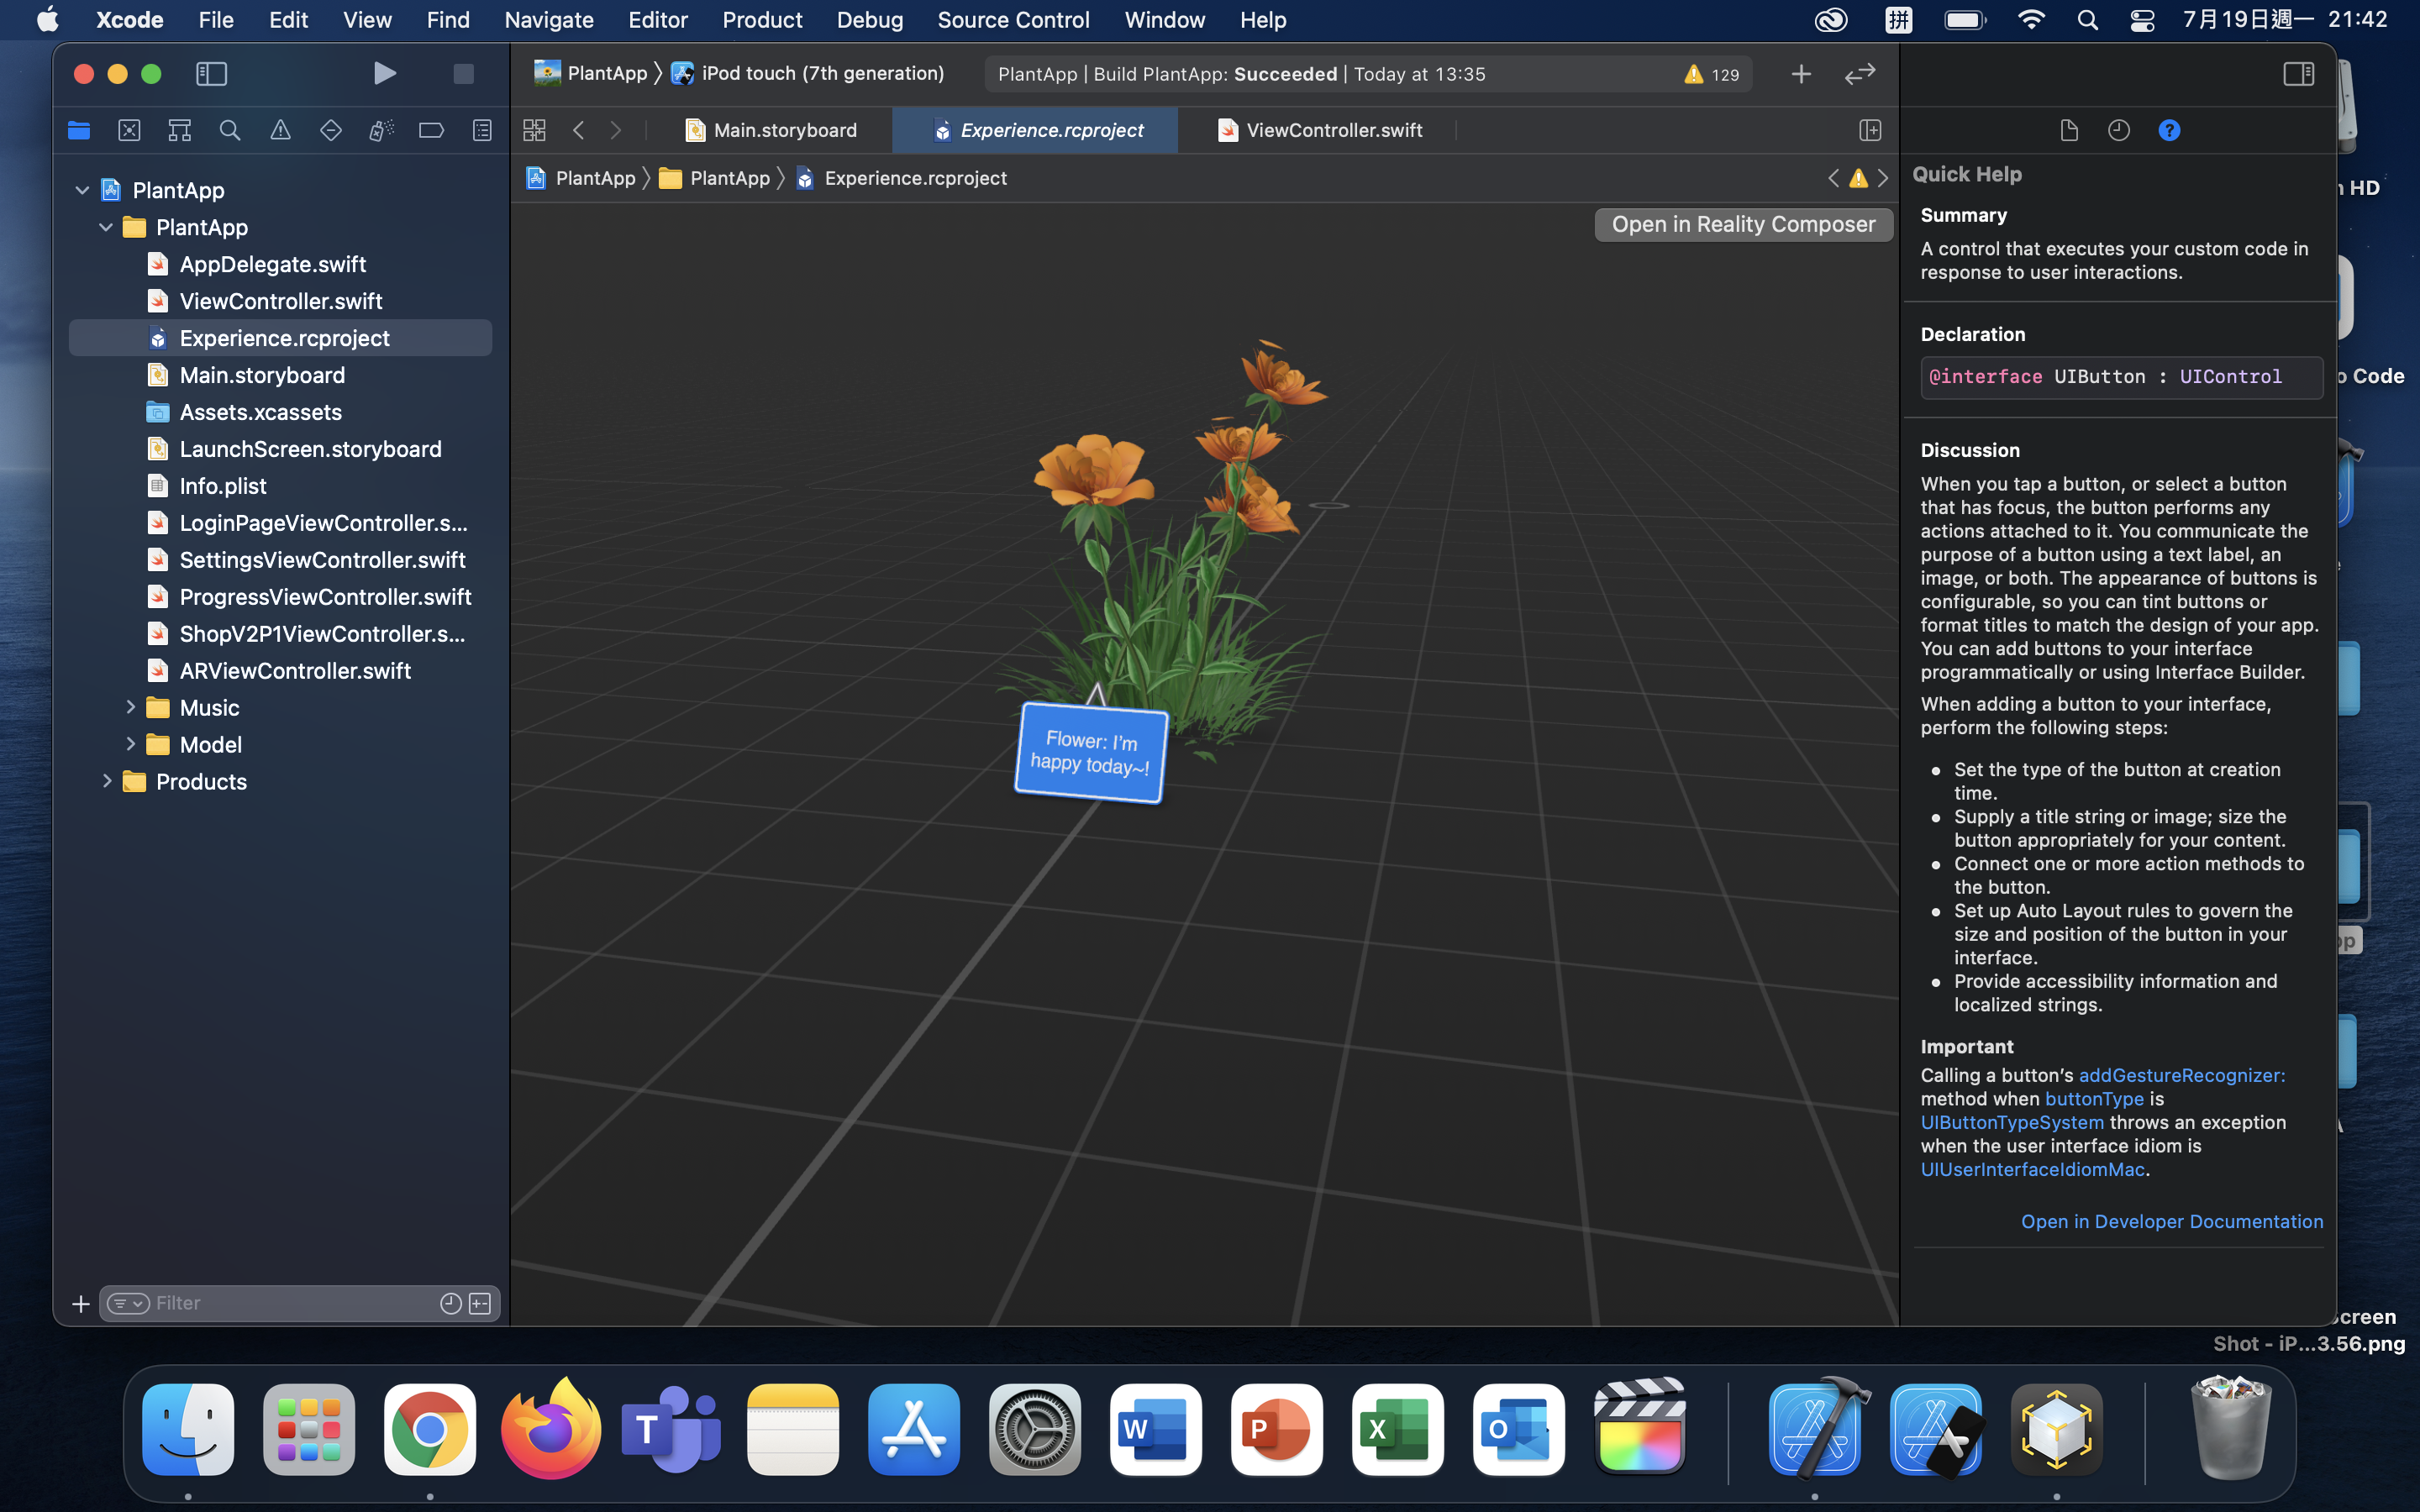 Xcode File Edit View Find Navigate Editor Product Debug Source Control Window Help 拼 7月19日週一 21:42
PlantApp iPod touch (7th generation) PlantApp | Build PlantApp: Succeeded | Today at 13:35 129
Main.storyboard Experience.rcproject ViewController.swift
PlantApp PlantApp Experience.rcproject
PlantApp
PlantApp
AppDelegate.swift
ViewController.swift
Experience.rcproject
Main.storyboard
Assets.xcassets
LaunchScreen.storyboard
Info.plist
LoginPageViewController.s...
SettingsViewController.swift
ProgressViewController.swift
ShopV2P1ViewController.s...
ARViewController.swift
Music
Model
Products
Filter
Open in Reality Composer
Flower: I'm
happy today~!
Quick Help
Summary
A control that executes your custom code in
response to user interactions.
Declaration
@interface UIButton : UIControl
Discussion
When you tap a button, or select a button
that has focus, the button performs any
actions attached to it. You communicate the
purpose of a button using a text label, an
image, or both. The appearance of buttons is
configurable, so you can tint buttons or
format titles to match the design of your app.
You can add buttons to your interface
programmatically or using Interface Builder.
When adding a button to your interface,
perform the following steps:
• Set the type of the button at creation
time.
• Supply a title string or image; size the
button appropriately for your content.
• Connect one or more action methods to
the button.
• Set up Auto Layout rules to govern the
size and position of the button in your
interface.
• Provide accessibility information and
localized strings.
Important
Calling a button’s addGestureRecognizer:
method when buttonType is
UIButtonTypeSystem throws an exception
when the user interface idiom is
UIUserInterfaceIdiomMac.
Open in Developer Documentation
HD
Code
Shot - iP...3.56.png
T
W
P
X
O